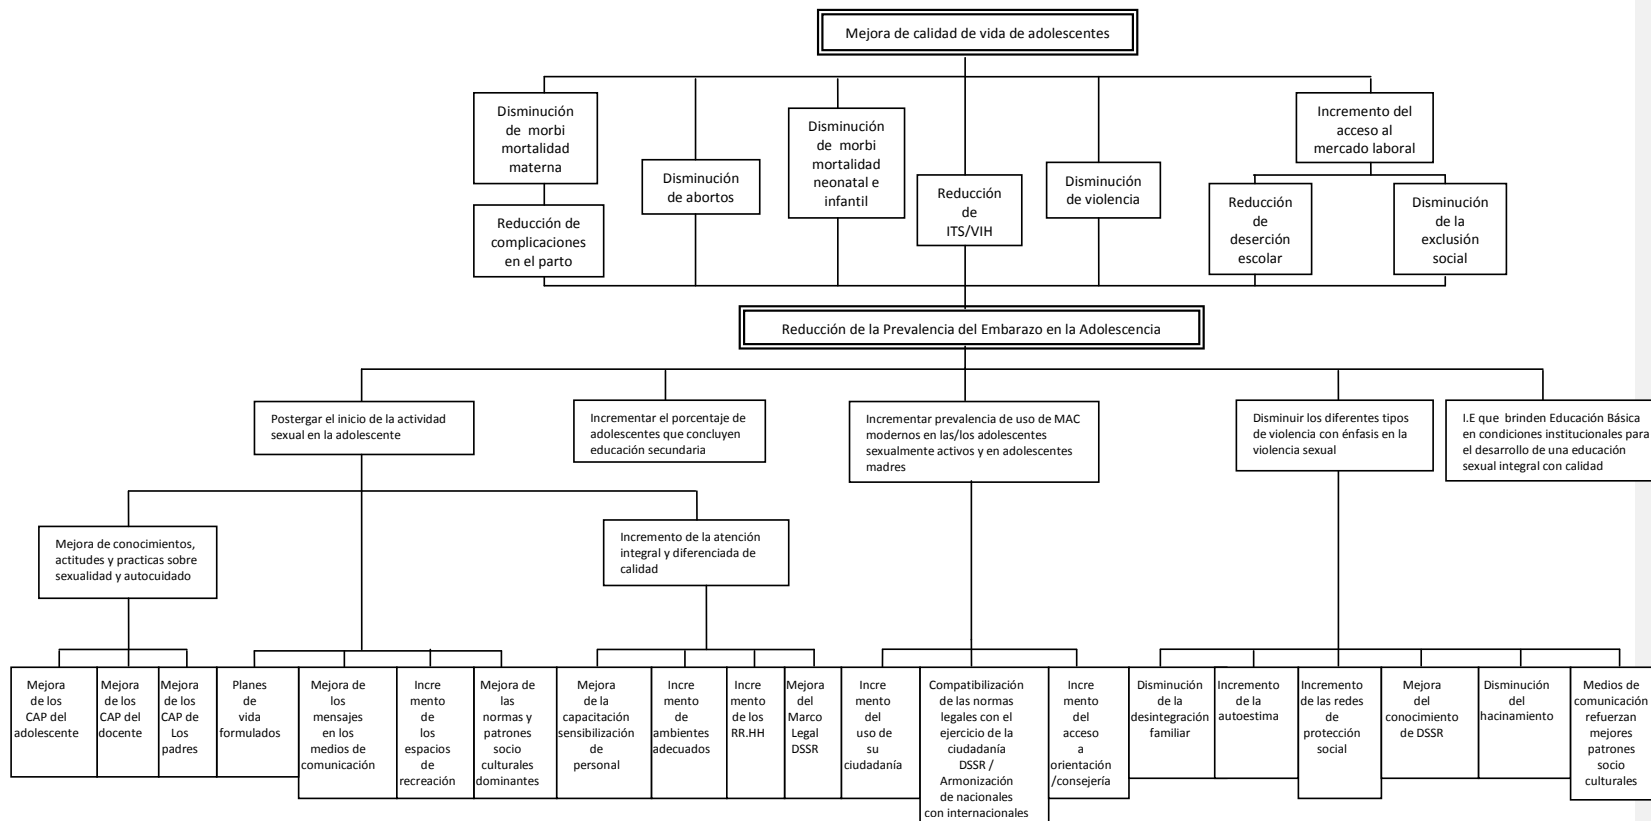 Mejora de calidad de vida de adolescentes
Disminución
de morbi
mortalidad
materna
Disminución
de abortos
Disminución
de morbi
mortalidad
neonatal e
infantil
Reducción
de
ITS/VIH
Disminución
de violencia
Incremento del
acceso al
mercado laboral
Reducción de
complicaciones
en el parto
Reducción
de
deserción
escolar
Disminución
de la
exclusión
social
Reducción de la Prevalencia del Embarazo en la Adolescencia
Postergar el inicio de la actividad
sexual en la adolescente
Incrementar el porcentaje de
adolescentes que concluyen
educación secundaria
Incrementar prevalencia de uso de MAC
modernos en las/los adolescentes
sexualmente activos y en adolescentes
madres
Disminuir los diferentes tipos
de violencia con énfasis en la
violencia sexual
I.E que brinden Educación Básica
en condiciones institucionales para
el desarrollo de una educación
sexual integral con calidad
Mejora de conocimientos,
actitudes y practicas sobre
sexualidad y autocuidado
Incremento de la atención
integral y diferenciada de
calidad
Mejora
de los
CAP del
adolescente
Mejora
de los
CAP del
docente
Mejora
de los
CAP de
Los
padres
Planes
de
vida
formulados
Mejora de
los
mensajes
en los
medios de
comunicación
Incre
mento
de
los
espacios
de
recreación
Mejora de
las
normas y
patrones
socio
culturales
dominantes
Mejora
de la
capacitación
sensibilización
de
personal
Incre
mento
de
ambientes
adecuados
Incre
mento
de los
RR.HH
Mejora
del
Marco
Legal
DSSR
Incre
mento
del
uso de
su
ciudadanía
Compatibilización
de las normas
legales con el
ejercicio de la
ciudadanía
DSSR /
Armonización
de nacionales
con internacionales
Incre
mento
del
acceso
a
orientación
/consejería
Disminución
de la
desintegración
familiar
Incremento
de la
autoestima
Incremento
de las redes
de
protección
social
Mejora
del
conocimiento
de DSSR
Disminución
del
hacinamiento
Medios de
comunicación
refuerzan
mejores
patrones
socio
culturales